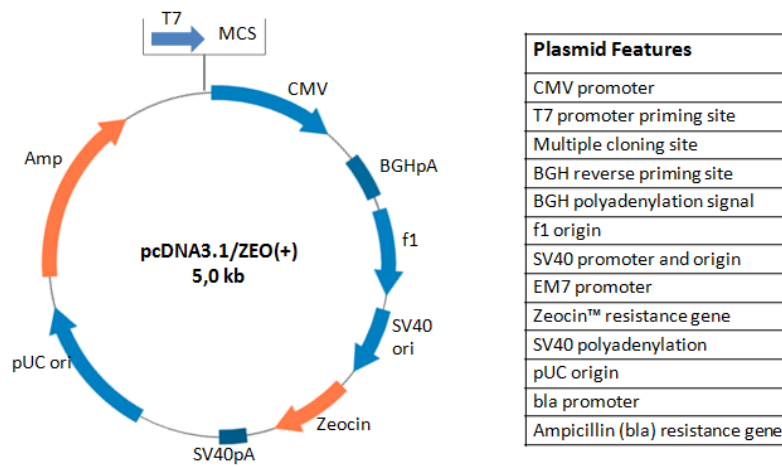 T7
MCS
CMV
BGHpA
f1
SV40
ori
Zeocin
SV40pA
pUC ori
Amp
pcDNA3.1/ZEO(+)
5,0 kb
Plasmid Features
CMV promoter
T7 promoter priming site
Multiple cloning site
BGH reverse priming site
BGH polyadenylation signal
f1 origin
SV40 promoter and origin
EM7 promoter
Zeocin™ resistance gene
SV40 polyadenylation
pUC origin
bla promoter
Ampicillin (bla) resistance gene